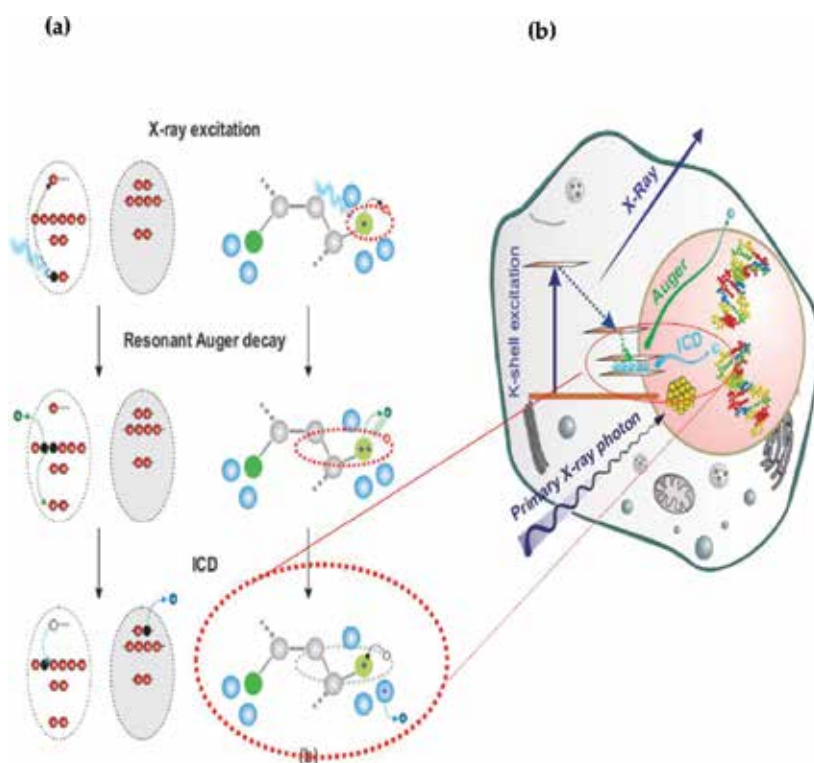 (a)
(b)
X-ray excitation
Resonant Auger decay
ICD
(b)
X-Ray
Auger
ICD
K-shell excitation
Primary X-ray photon